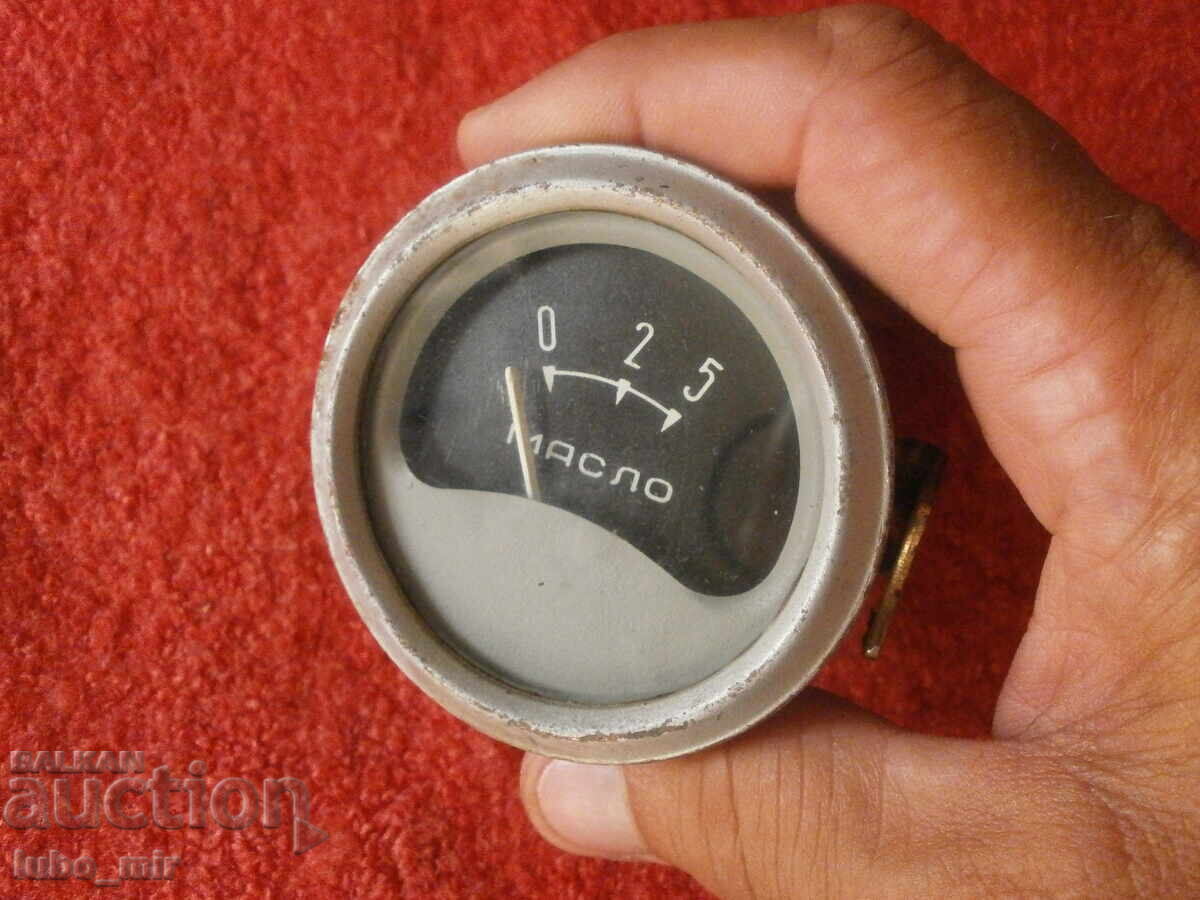 0 2 5
МАСЛО
BALKAN
auction
lubo_mir